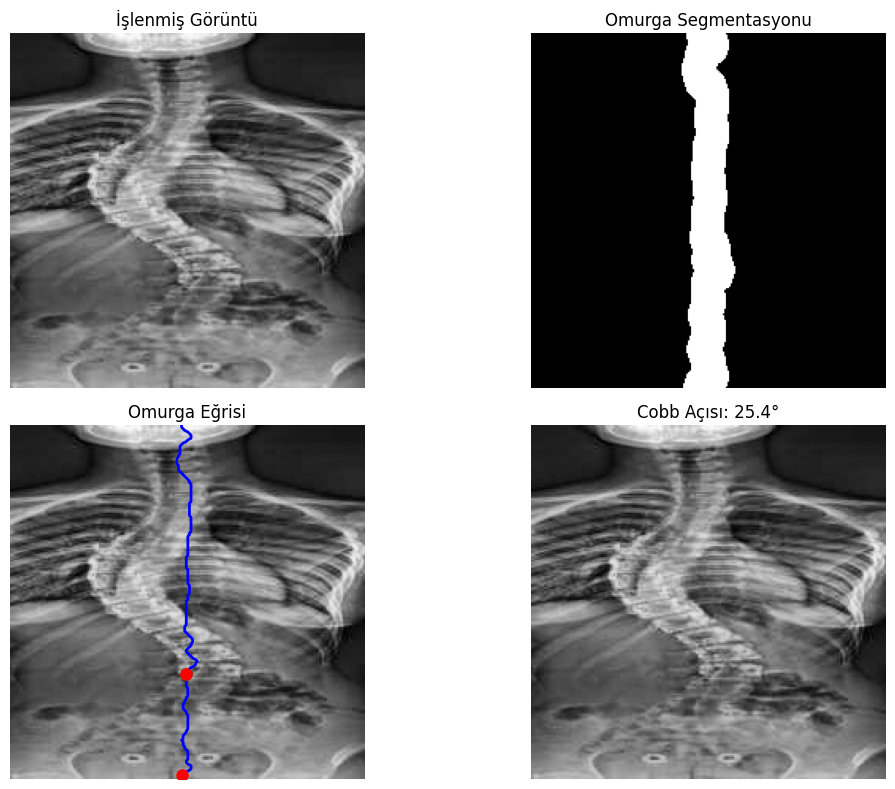 İşlenmiş Görüntü
Omurga Segmentasyonu
Omurga Eğrisi
Cobb Açısı: 25.4°